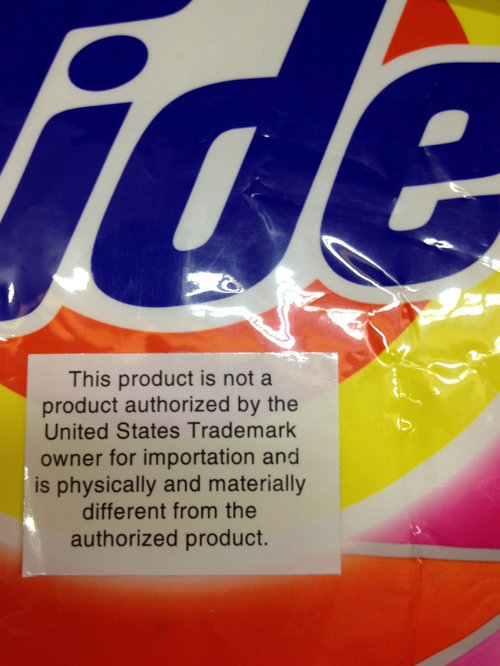 ide
This product is not a
product authorized by the
United States Trademark
owner for importation and
is physically and materially
different from the
authorized product.